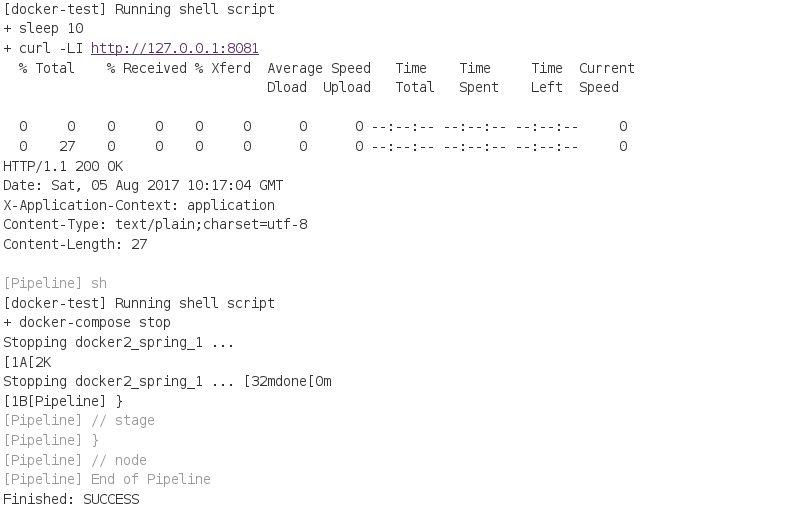 [docker-test] Running shell script
+ sleep 10
+ curl -LI http://127.0.0.1:8081
  % Total    % Received % Xferd  Average Speed   Time    Time     Time  Current
                                 Dload  Upload   Total   Spent    Left  Speed

  0     0    0     0    0     0      0      0 --:--:-- --:--:-- --:--:--     0
  0    27    0     0    0     0      0      0 --:--:-- --:--:-- --:--:--     0
HTTP/1.1 200 OK
Date: Sat, 05 Aug 2017 10:17:04 GMT
X-Application-Context: application
Content-Type: text/plain;charset=utf-8
Content-Length: 27

[Pipeline] sh
[docker-test] Running shell script
+ docker-compose stop
Stopping docker2_spring_1 ...
[1A[2K
Stopping docker2_spring_1 ... [32mdone[0m
[1B[Pipeline] }
[Pipeline] // stage
[Pipeline] }
[Pipeline] // node
[Pipeline] End of Pipeline
Finished: SUCCESS